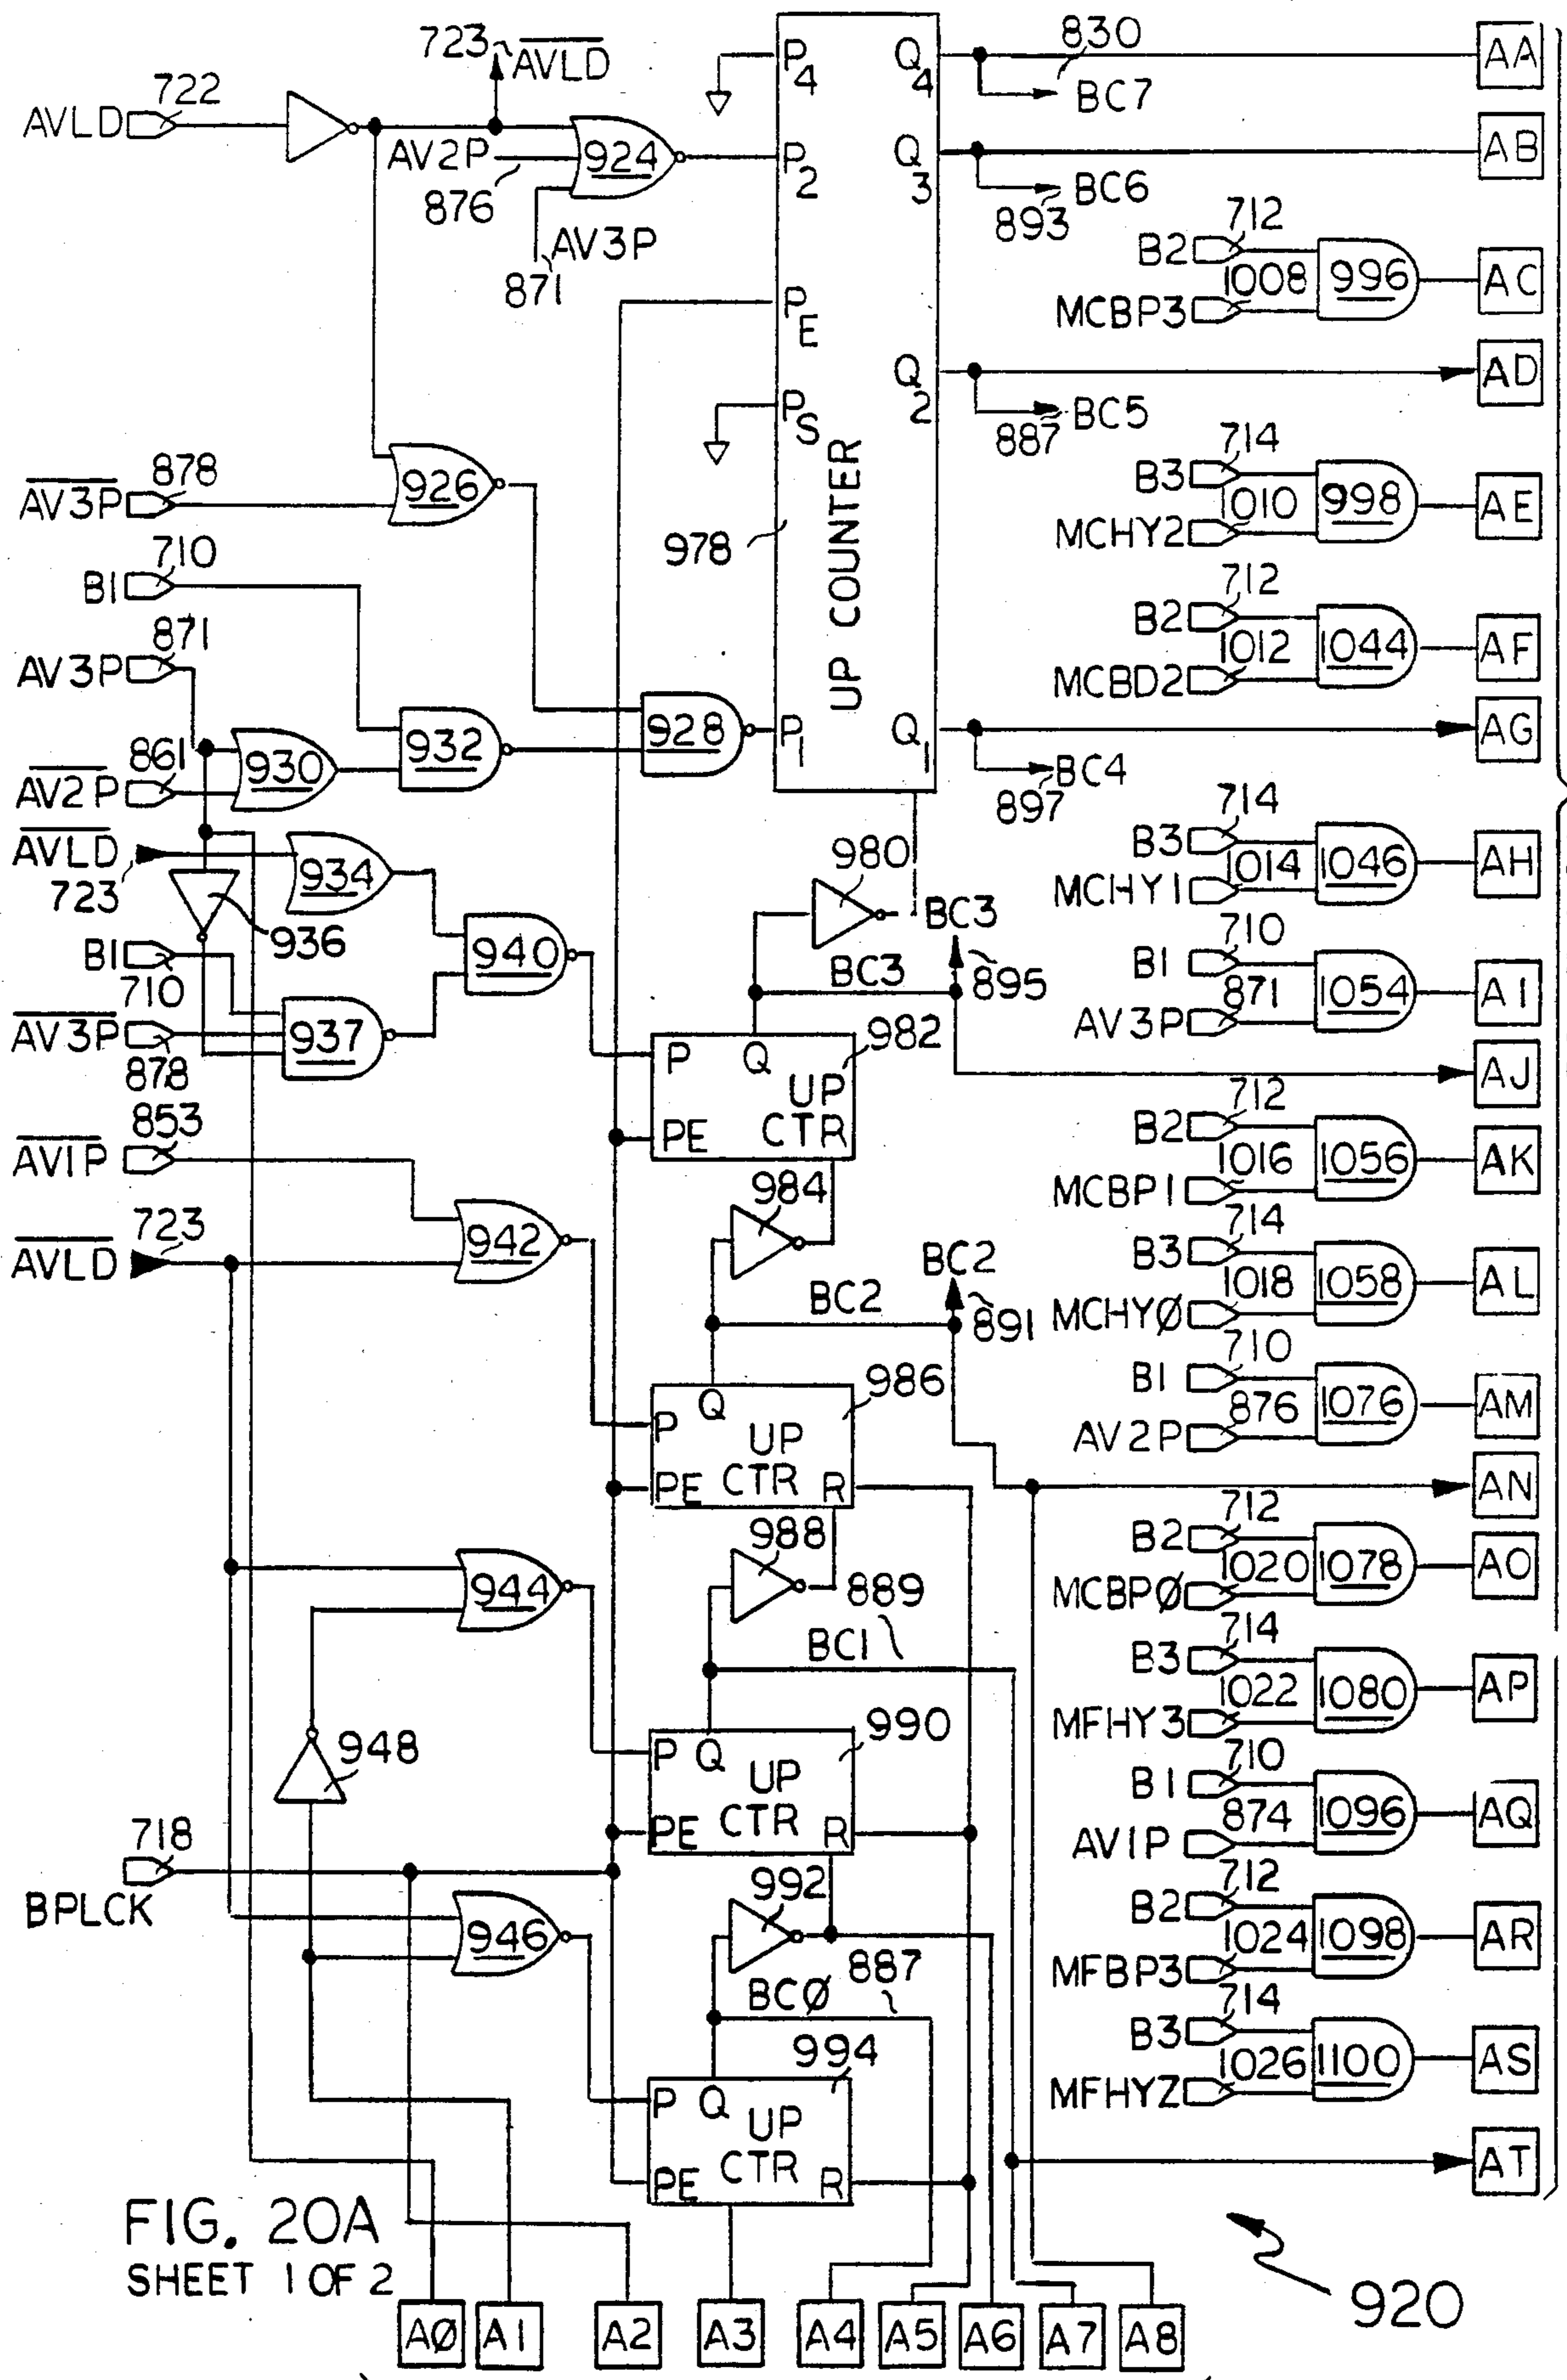 723
AVLD
P4
Q4
830
BC7
AA
AVLD
722
AV2P
876
924
P2
Q3
BC6
893
AB
AV3P
871
B2
712
1008
MCBP3
996
AC
PE
Q2
BC5
887
AD
PS
AV3P
878
926
B3
714
1010
MCHY2
998
AE
978
UP COUNTER
B1
710
B2
712
1012
MCBD2
1044
AF
AV3P
871
932
928
P1
Q1
BC4
897
AG
AV2P
861
930
AVLD
723
934
936
980
BC3
BC3
895
B3
714
1014
MCHY1
1046
AH
B1
710
937
940
B1
710
871
AV3P
1054
AI
AV3P
878
P
Q
UP
CTR
PE
982
AJ
AV1P
853
984
B2
712
1016
MCBP1
1056
AK
AVLD
723
942
BC2
BC2
891
B3
714
1018
MCHYØ
1058
AL
P
Q
UP
CTR
PE
R
986
B1
710
876
AV2P
1076
AM
AN
944
988
889
BC1
B2
712
1020
MCBPØ
1078
AO
B3
714
1022
MFHY3
1080
AP
948
P
Q
UP
CTR
PE
R
990
B1
710
874
AV1P
1096
AQ
718
BPLCK
946
992
887
BCØ
B2
712
1024
MFBP3
1098
AR
P
Q
UP
CTR
PE
R
994
B3
714
1026
MFHYZ
1100
AS
AT
FIG. 20A
SHEET 1 OF 2
920
AØ
A1
A2
A3
A4
A5
A6
A7
A8